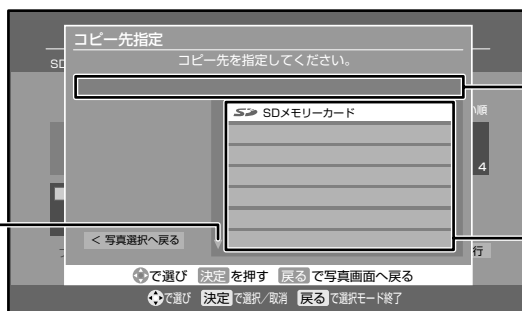 コピー先指定
コピー先を指定してください。
SD
い順
SD SDメモリーカード
4
< 写真選択へ戻る
行
で選び 決定 を押す 戻る で写真画面へ戻る
で選び 決定 で選択/取消 戻る で選択モード終了